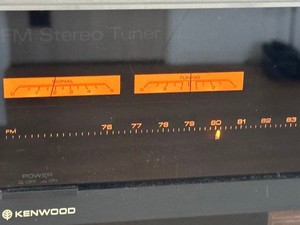 FM Stereo Tuner
SIGNAL
TUNING
FM 76 77 78 79 80 81 82 83
POWER
KENWOOD